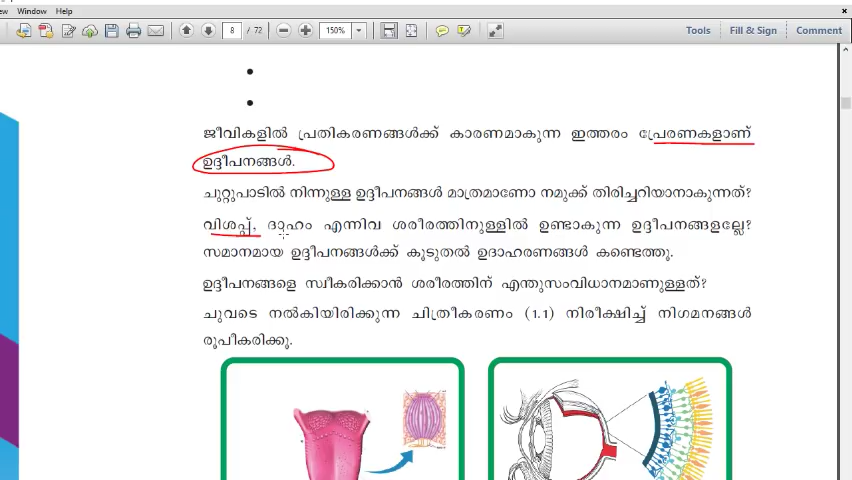 ew Window Help
8 / 72 150% Tools Fill & Sign Comment
ജീവികളിൽ പ്രതികരണങ്ങൾക്ക് കാരണമാകുന്ന ഇത്തരം പ്രേരണകളാണ്
ഉദ്ദീപനങ്ങൾ.
ചുറ്റുപാടിൽ നിന്നുള്ള ഉദ്ദീപനങ്ങൾ മാത്രമാണോ നമുക്ക് തിരിച്ചറിയാനാകുന്നത്?
വിശപ്പ്, ദാഹം എന്നിവ ശരീരത്തിനുള്ളിൽ ഉണ്ടാകുന്ന ഉദ്ദീപനങ്ങളല്ലേ?
സമാനമായ ഉദ്ദീപനങ്ങൾക്ക് കൂടുതൽ ഉദാഹരണങ്ങൾ കണ്ടെത്തൂ.
ഉദ്ദീപനങ്ങളെ സ്വീകരിക്കാൻ ശരീരത്തിന് എന്തുസംവിധാനമാണുള്ളത്?
ചുവടെ നൽകിയിരിക്കുന്ന ചിത്രീകരണം (1.1) നിരീക്ഷിച്ച് നിഗമനങ്ങൾ
രൂപീകരിക്കൂ.